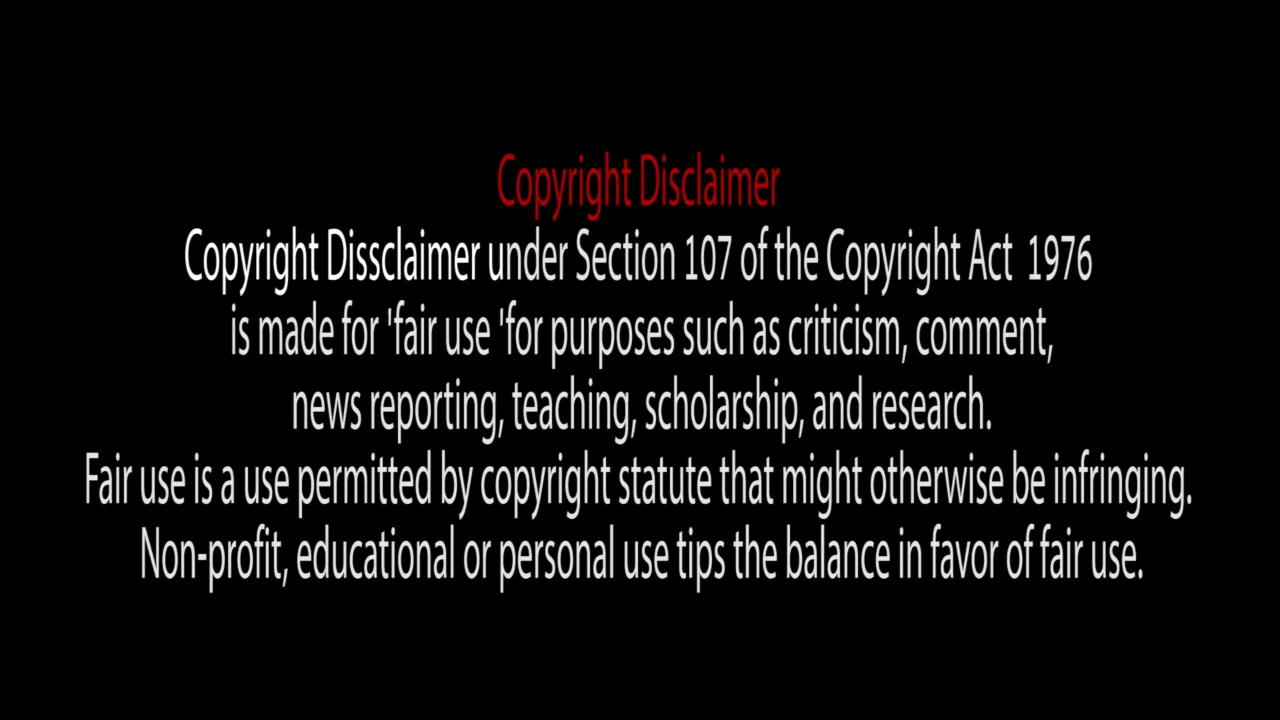 Copyright Disclaimer
Copyright Dissclaimer under Section 107 of the Copyright Act  1976
is made for 'fair use 'for purposes such as criticism, comment,
news reporting, teaching, scholarship, and research.
Fair use is a use permitted by copyright statute that might otherwise be infringing.
Non-profit, educational or personal use tips the balance in favor of fair use.